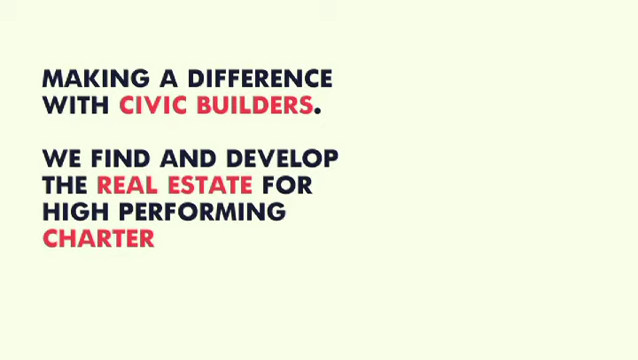 MAKING A DIFFERENCE
WITH CIVIC BUILDERS.
WE FIND AND DEVELOP
THE REAL ESTATE FOR
HIGH PERFORMING
CHARTER